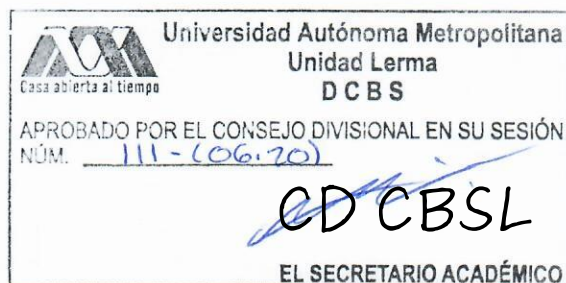 Universidad Autónoma Metropolitana
Unidad Lerma
DCBS
Casa abierta al tiempo
APROBADO POR EL CONSEJO DIVISIONAL EN SU SESIÓN
NÚM. III-(06.20)
CD CBSL
EL SECRETARIO ACADÉMICO